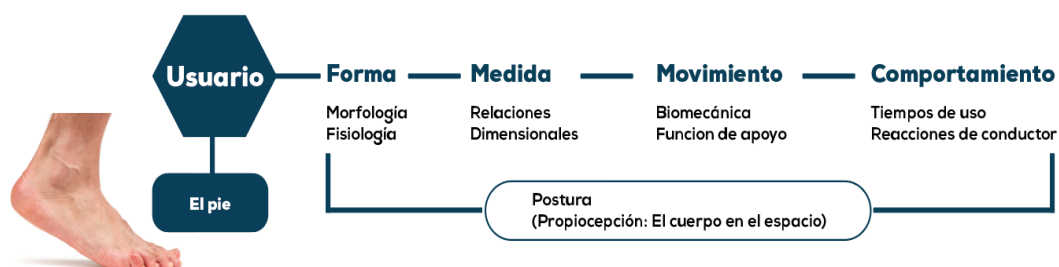 Usuario
El pie
Forma
Morfología
Fisiología
Medida
Relaciones
Dimensionales
Movimiento
Biomecánica
Funcion de apoyo
Comportamiento
Tiempos de uso
Reacciones de conductor
Postura
(Propiocepción: El cuerpo en el espacio)